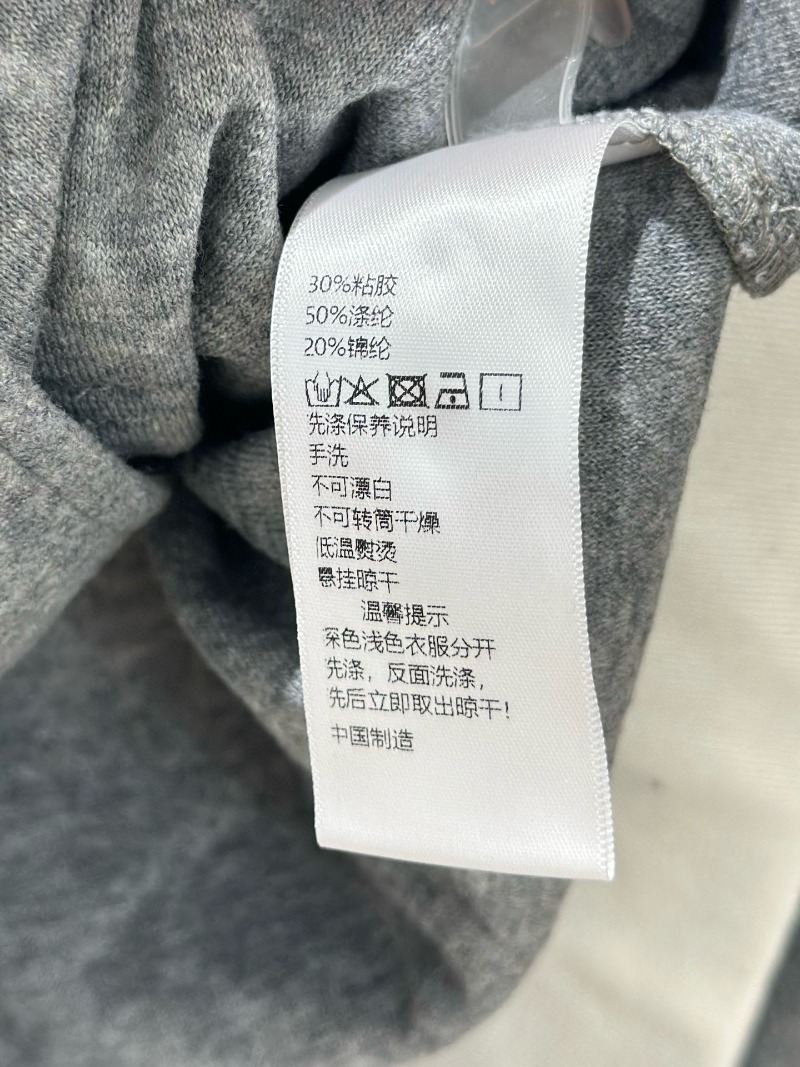 30%粘胶
50%涤纶
20%锦纶
先涤保养说明
手洗
不可漂白
不可转筒干燥
低温熨烫
悬挂晾干
温馨提示
深色浅色衣服分开
先涤，反面洗涤，
先后立即取出晾干！
中国制造